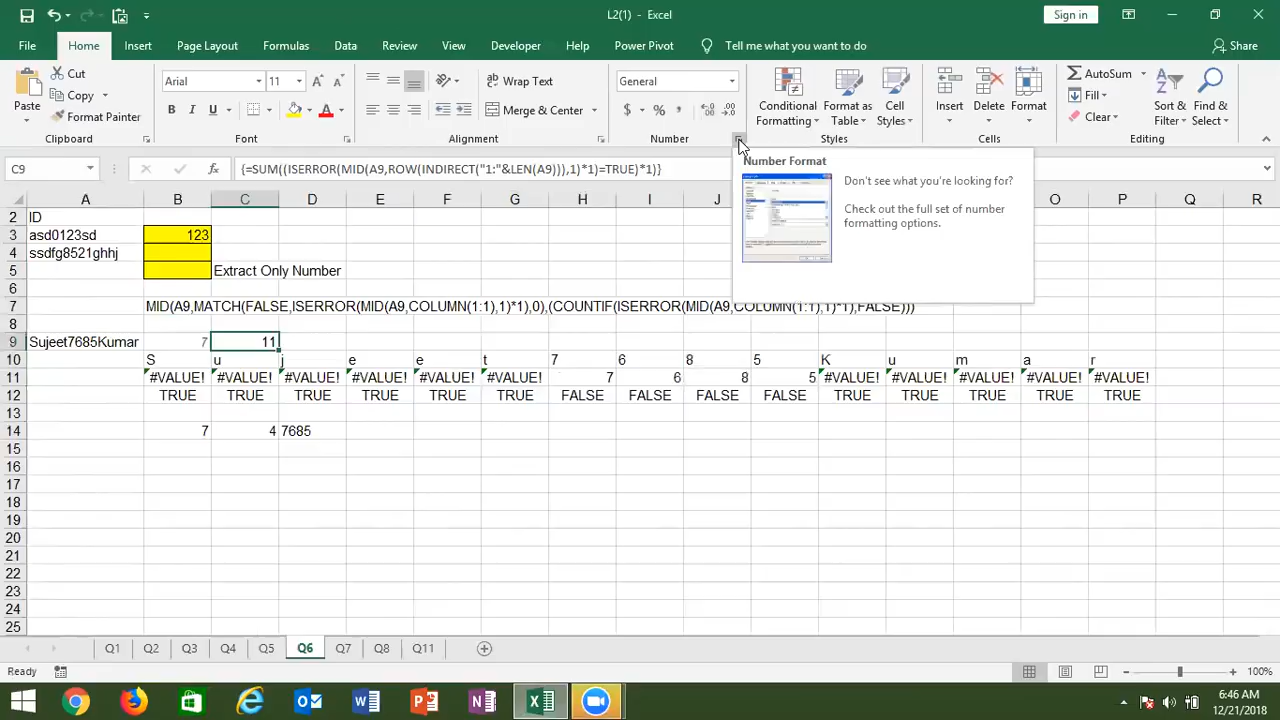 L2(1) - Excel
Sign in
File Home Insert Page Layout Formulas Data Review View Developer Help Power Pivot Tell me what you want to do Share
Paste
Cut
Copy
Format Painter
Clipboard
Arial 11
B I U
Font
Wrap Text
Merge & Center
Alignment
General
$ % ,
Number
Conditional Formatting
Format as Table
Cell Styles
Styles
Insert Delete Format
Cells
AutoSum
Fill
Clear
Sort & Filter
Find & Select
Editing
C9 {=SUM((ISERROR(MID(A9,ROW(INDIRECT("1:"&LEN(A9))),1)*1)=TRUE)*1)}
Number Format
Don't see what you're looking for?
Check out the full set of number
formatting options.
A B C D E F G H I J O P Q R
2 ID
3 asd0123sd 123
4 ssdfg8521ghhj
5 Extract Only Number
6
7 MID(A9,MATCH(FALSE,ISERROR(MID(A9,COLUMN(1:1),1)*1),0),(COUNTIF(ISERROR(MID(A9,COLUMN(1:1),1)*1),FALSE)))
8
9 Sujeet7685Kumar 7 11
10 S u j e e t 7 6 8 5 K u m a r
11 #VALUE! #VALUE! #VALUE! #VALUE! #VALUE! #VALUE! 7 6 8 5 #VALUE! #VALUE! #VALUE! #VALUE! #VALUE!
12 TRUE TRUE TRUE TRUE TRUE TRUE FALSE FALSE FALSE FALSE TRUE TRUE TRUE TRUE TRUE
13
14 7 4 7685
15
16
17
18
19
20
21
22
23
24
25
Q1 Q2 Q3 Q4 Q5 Q6 Q7 Q8 Q11
Ready 100%
6:46 AM
12/21/2018